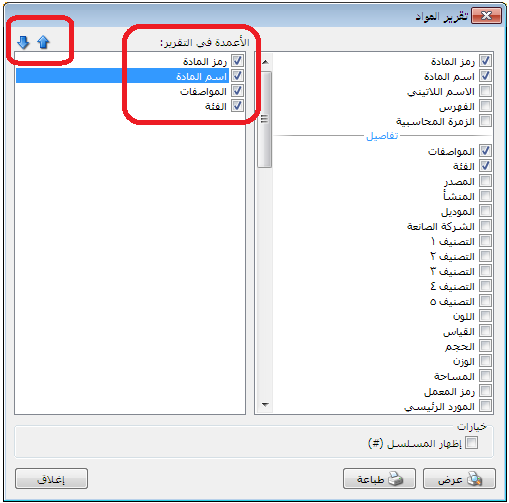 تقرير المواد
رمز المادة
اسم المادة
الاسم اللاتيني
الفهرس
الزمرة المحاسبية
تفاصيل
المواصفات
الفئة
المصدر
المنشأ
الموديل
الشركة الصانعة
التصنيف ١
التصنيف ٢
التصنيف ٣
التصنيف ٤
التصنيف ٥
اللون
القياس
الحجم
الوزن
المساحة
رمز المعمل
المورد الرئيسي
الأعمدة في التقرير:
رمز المادة
اسم المادة
المواصفات
الفئة
خيارات
إظهار المسلسل (#)
عرض
طباعة
إغلاق